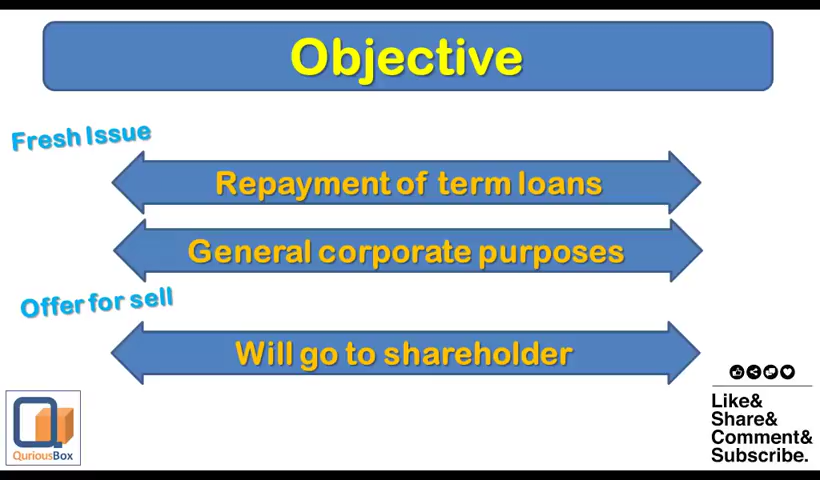 Objective
Fresh Issue
Repayment of term loans
General corporate purposes
Offer for sell
Will go to shareholder
QuriousBox
Like&
Share&
Comment&
Subscribe.